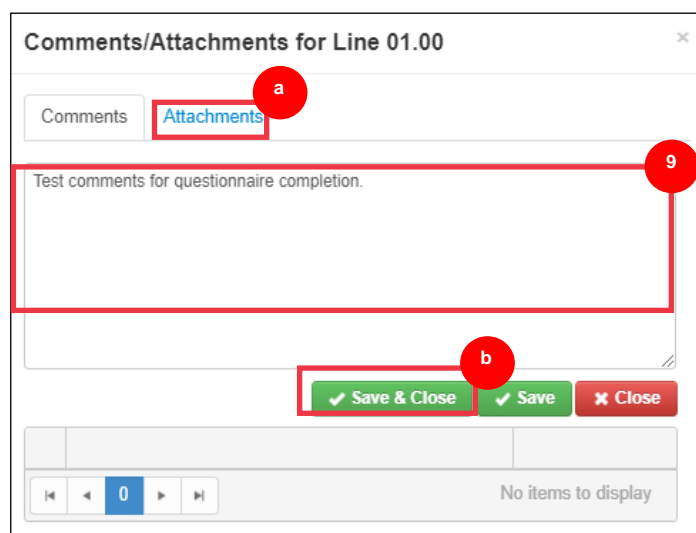 Comments/Attachments for Line 01.00 ×
a
Comments Attachments
9
Test comments for questionnaire completion.
b
Save & Close Save Close
0 No items to display